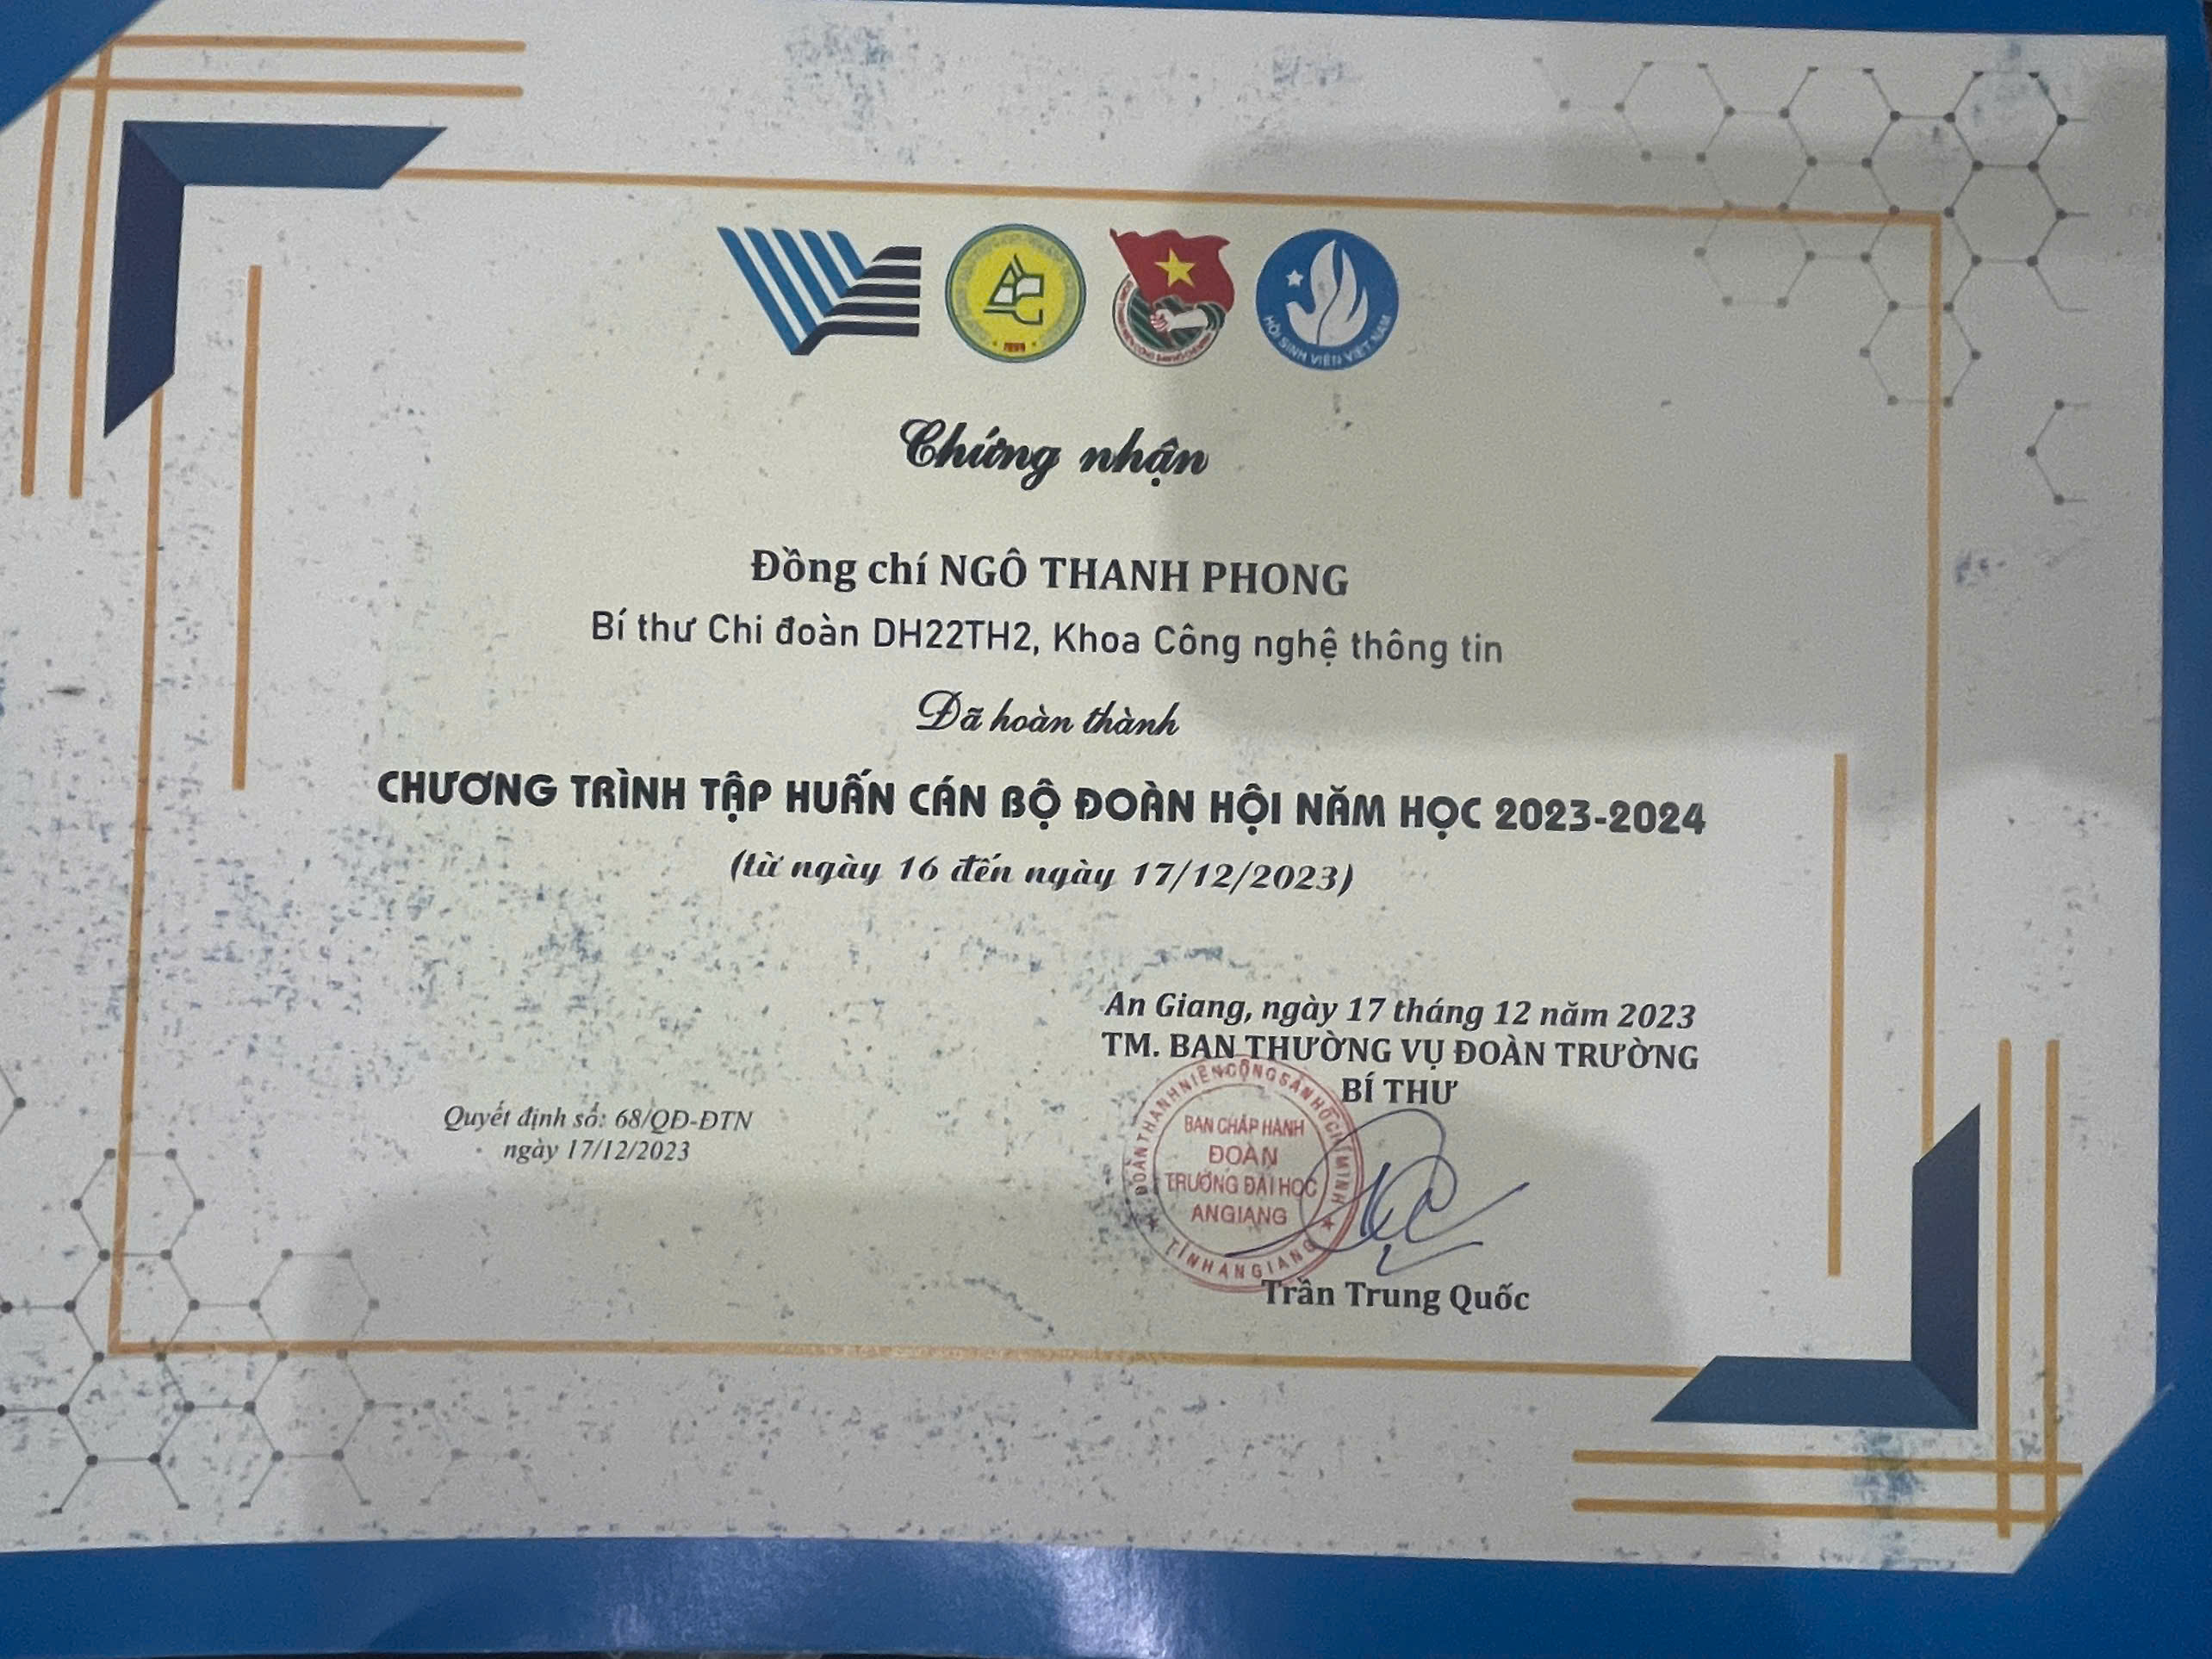 HỘI SINH VIÊN VIỆT NAM
Chứng nhận
Đồng chí NGÔ THANH PHONG
Bí thư Chi đoàn DH22TH2, Khoa Công nghệ thông tin
Đã hoàn thành
CHƯƠNG TRÌNH TẬP HUẤN CÁN BỘ ĐOÀN HỘI NĂM HỌC 2023-2024
(từ ngày 16 đến ngày 17/12/2023)
An Giang, ngày 17 tháng 12 năm 2023
TM. BAN THƯỜNG VỤ ĐOÀN TRƯỜNG
BÍ THƯ
Quyết định số: 68/QĐ-ĐTN
ngày 17/12/2023
ĐOÀN THANH NIÊN CỘNG SẢN HỒ CHÍ MINH
BAN CHẤP HÀNH
ĐOÀN
TRƯỜNG ĐẠI HỌC
AN GIANG
TỈNH AN GIANG
Trần Trung Quốc